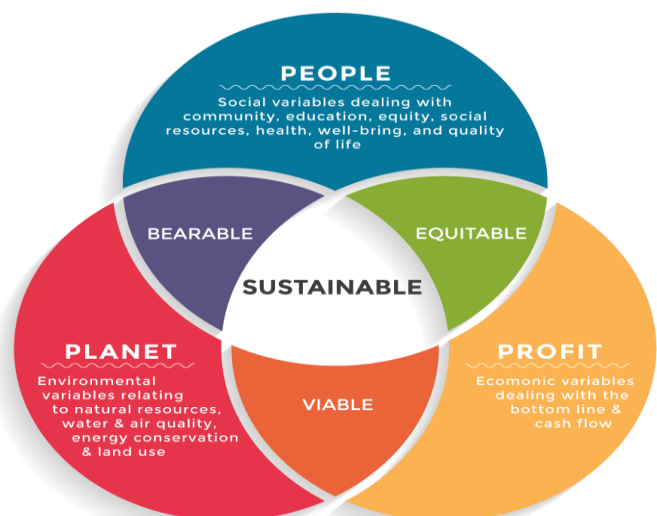 PEOPLE
Social variables dealing with
community, education, equity, social
resources, health, well-bring, and quality
of life
BEARABLE
EQUITABLE
SUSTAINABLE
PLANET
Environmental
variables relating
to natural resources,
water & air quality,
energy conservation
& land use
PROFIT
Ecomonic variables
dealing with the
bottom line &
cash flow
VIABLE